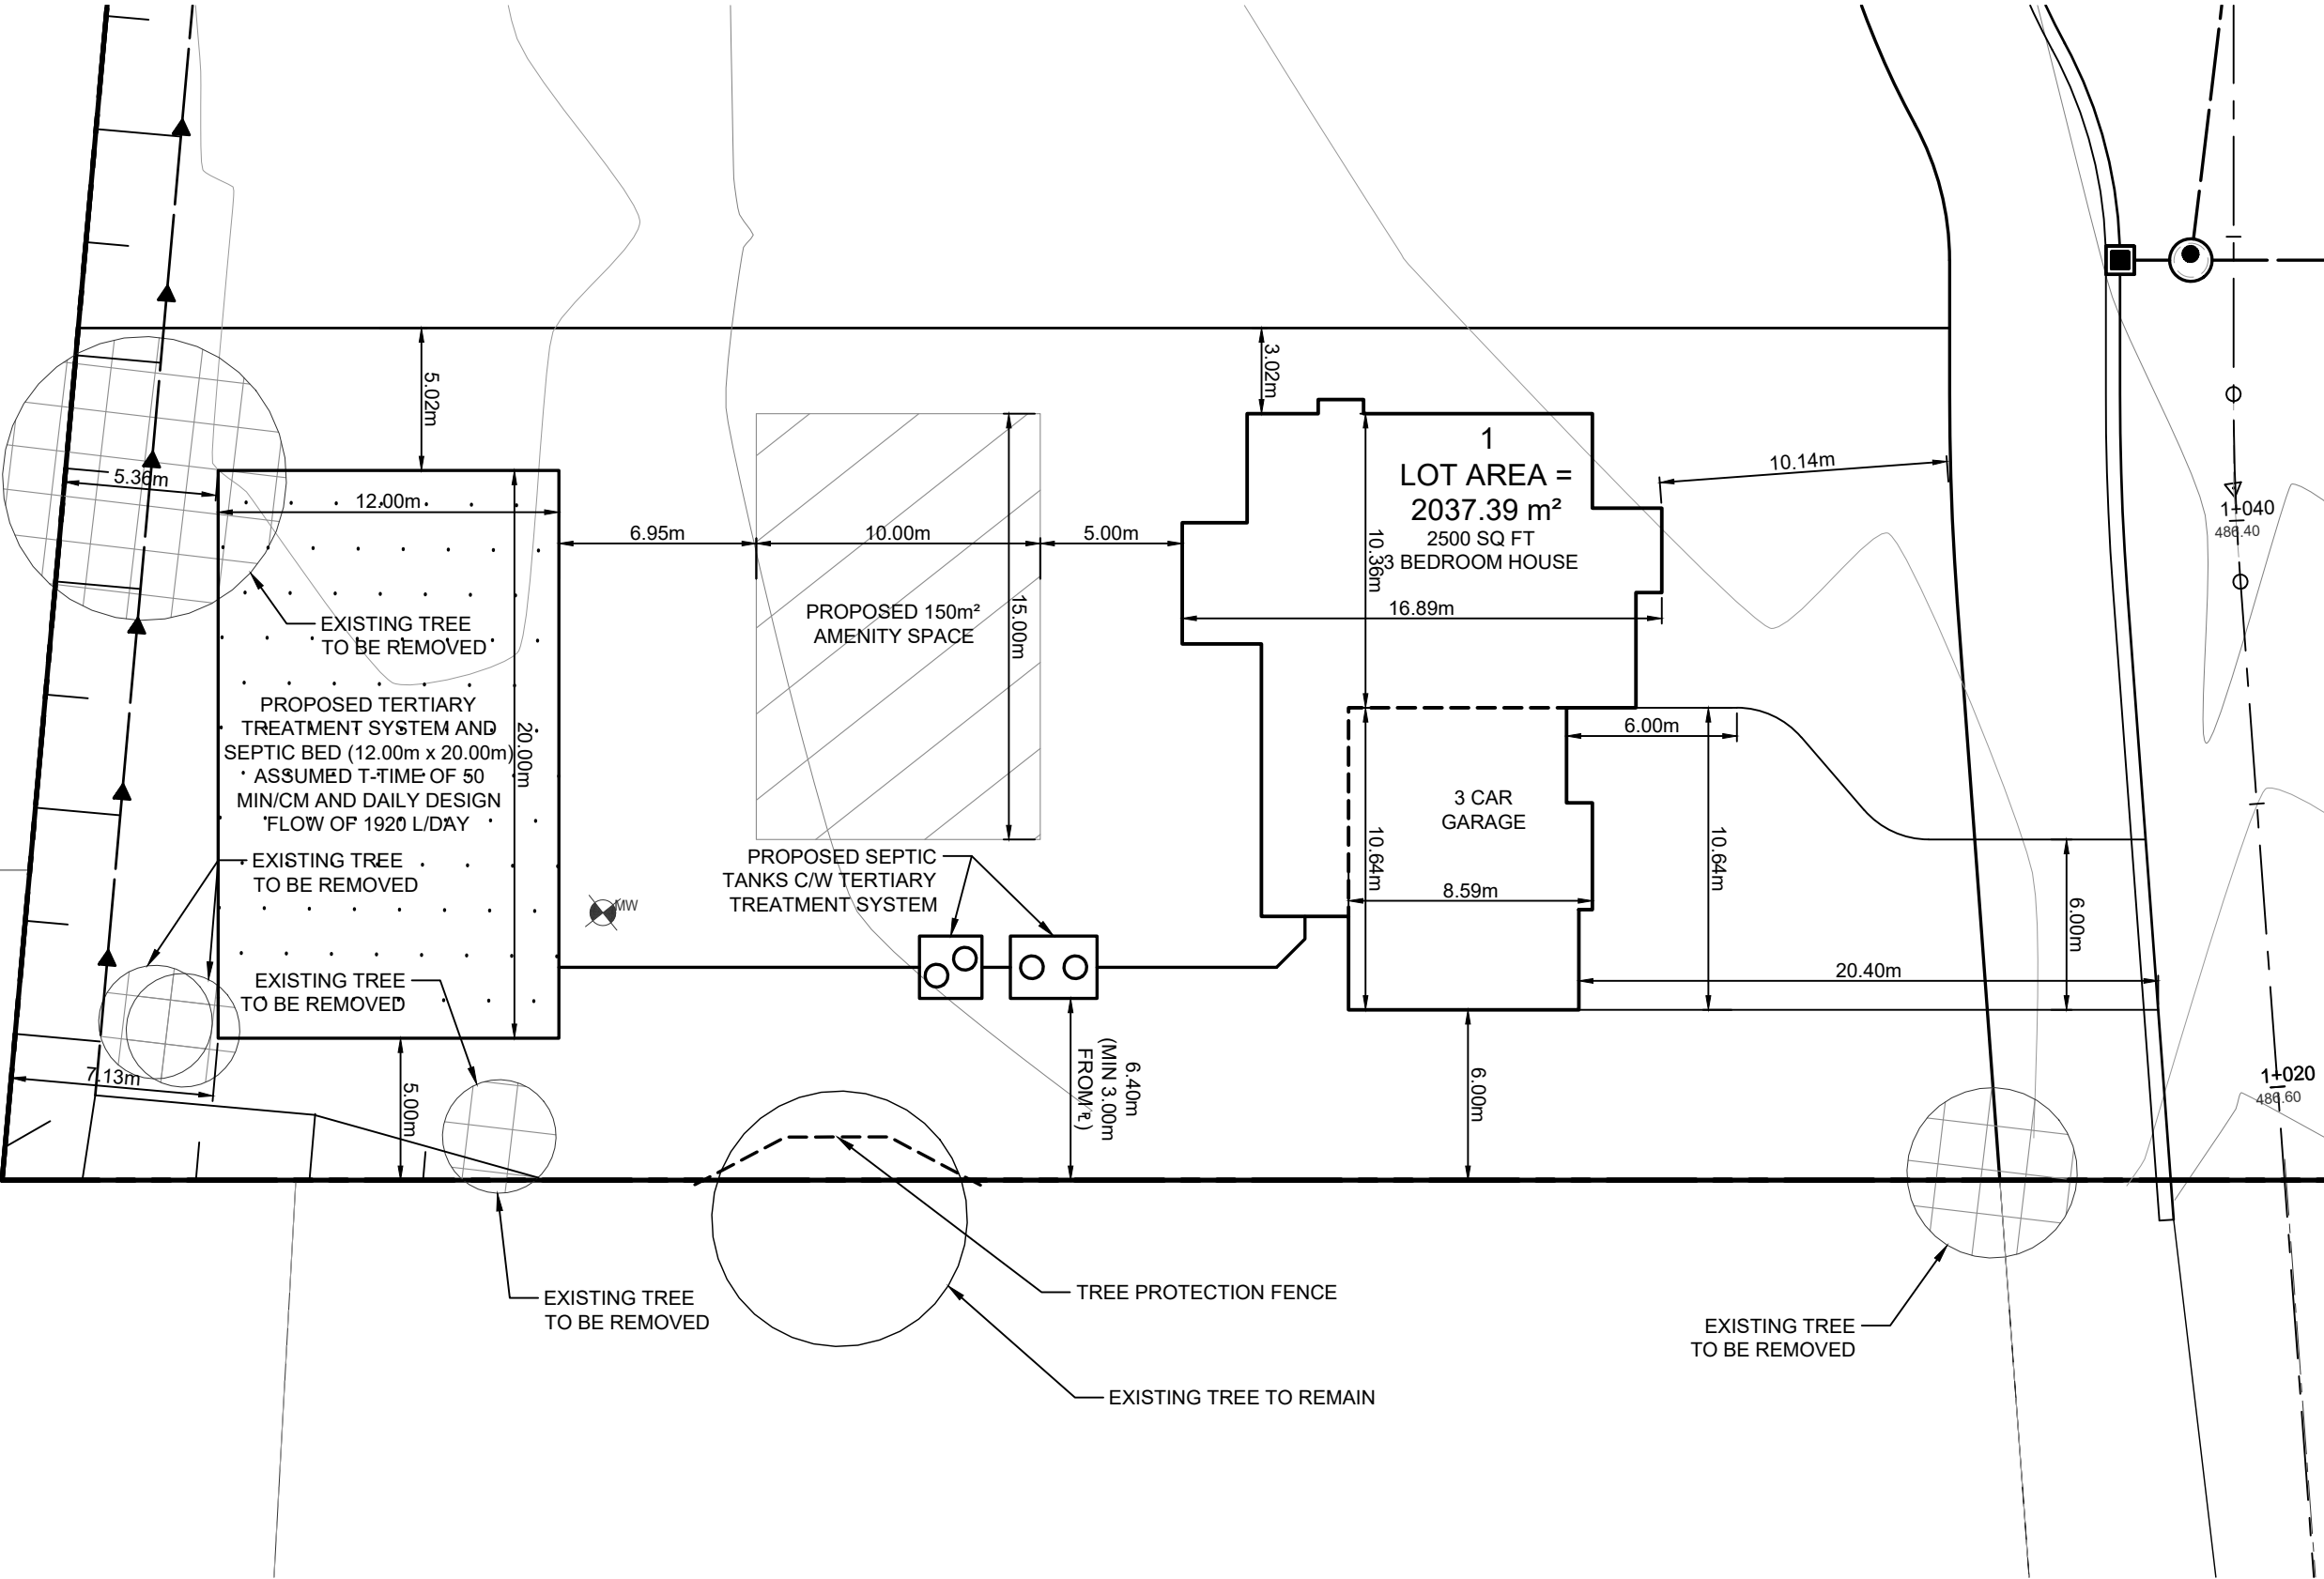 3.02m
5.02m
1
LOT AREA =
2037.39 m²
2500 SQ FT
3 BEDROOM HOUSE
10.14m
5.36m
12.00m
6.95m
10.00m
5.00m
10.36m
1+040
486.40
EXISTING TREE
TO BE REMOVED
PROPOSED 150m²
AMENITY SPACE
15.00m
16.89m
PROPOSED TERTIARY
TREATMENT SYSTEM AND
SEPTIC BED (12.00m x 20.00m)
ASSUMED T-TIME OF 50
MIN/CM AND DAILY DESIGN
FLOW OF 1920 L/DAY
20.00m
6.00m
3 CAR
GARAGE
10.64m
10.64m
8.59m
EXISTING TREE
TO BE REMOVED
PROPOSED SEPTIC
TANKS C/W TERTIARY
TREATMENT SYSTEM
MW
6.00m
20.40m
EXISTING TREE
TO BE REMOVED
7.13m
5.00m
6.40m
(MIN 3.00m
FROM ℄)
6.00m
1+020
486.60
EXISTING TREE
TO BE REMOVED
TREE PROTECTION FENCE
EXISTING TREE TO REMAIN
EXISTING TREE
TO BE REMOVED